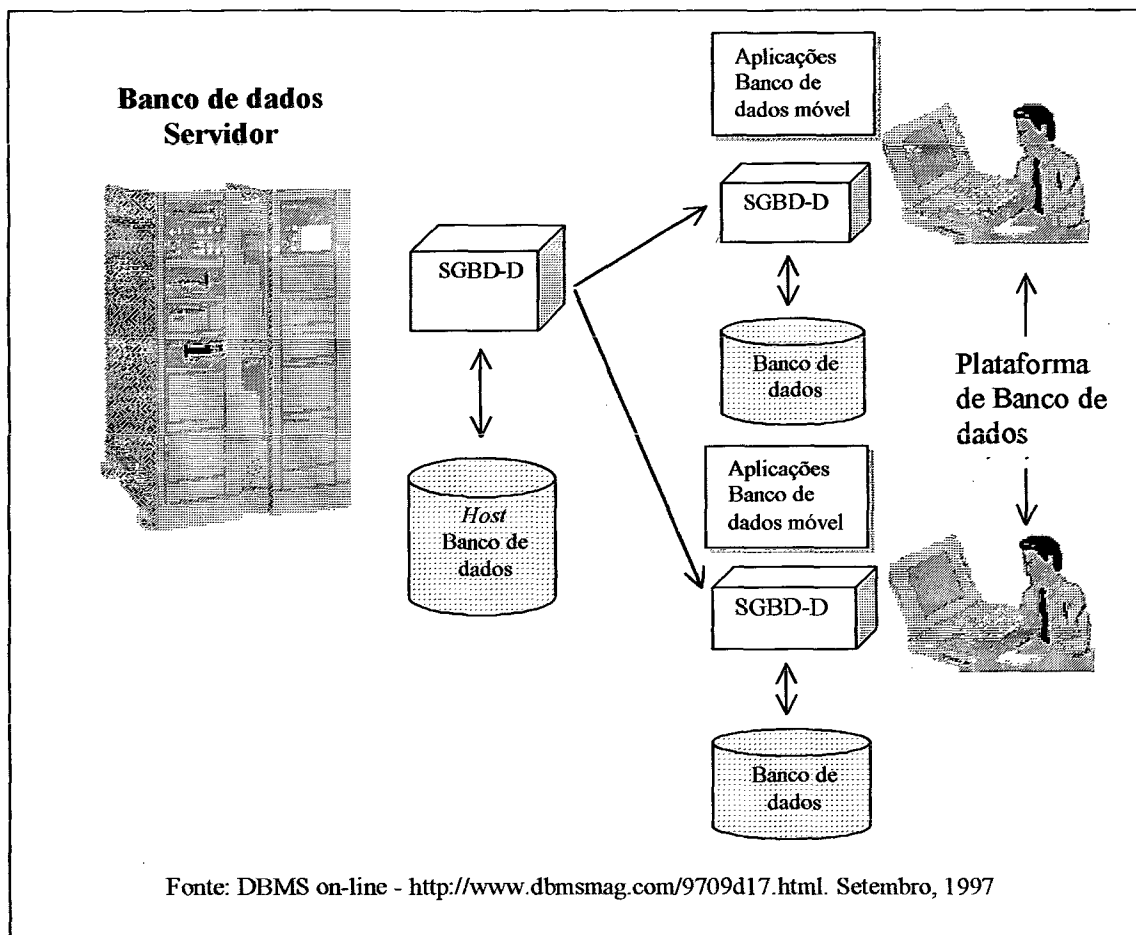 Banco de dados
Servidor
SGBD-D
Host
Banco de
dados
Aplicações
Banco de
dados móvel
SGBD-D
Banco de
dados
Aplicações
Banco de
dados móvel
SGBD-D
Banco de
dados
Plataforma
de Banco de
dados
Fonte: DBMS on-line - http://www.dbmsmag.com/9709d17.html. Setembro, 1997